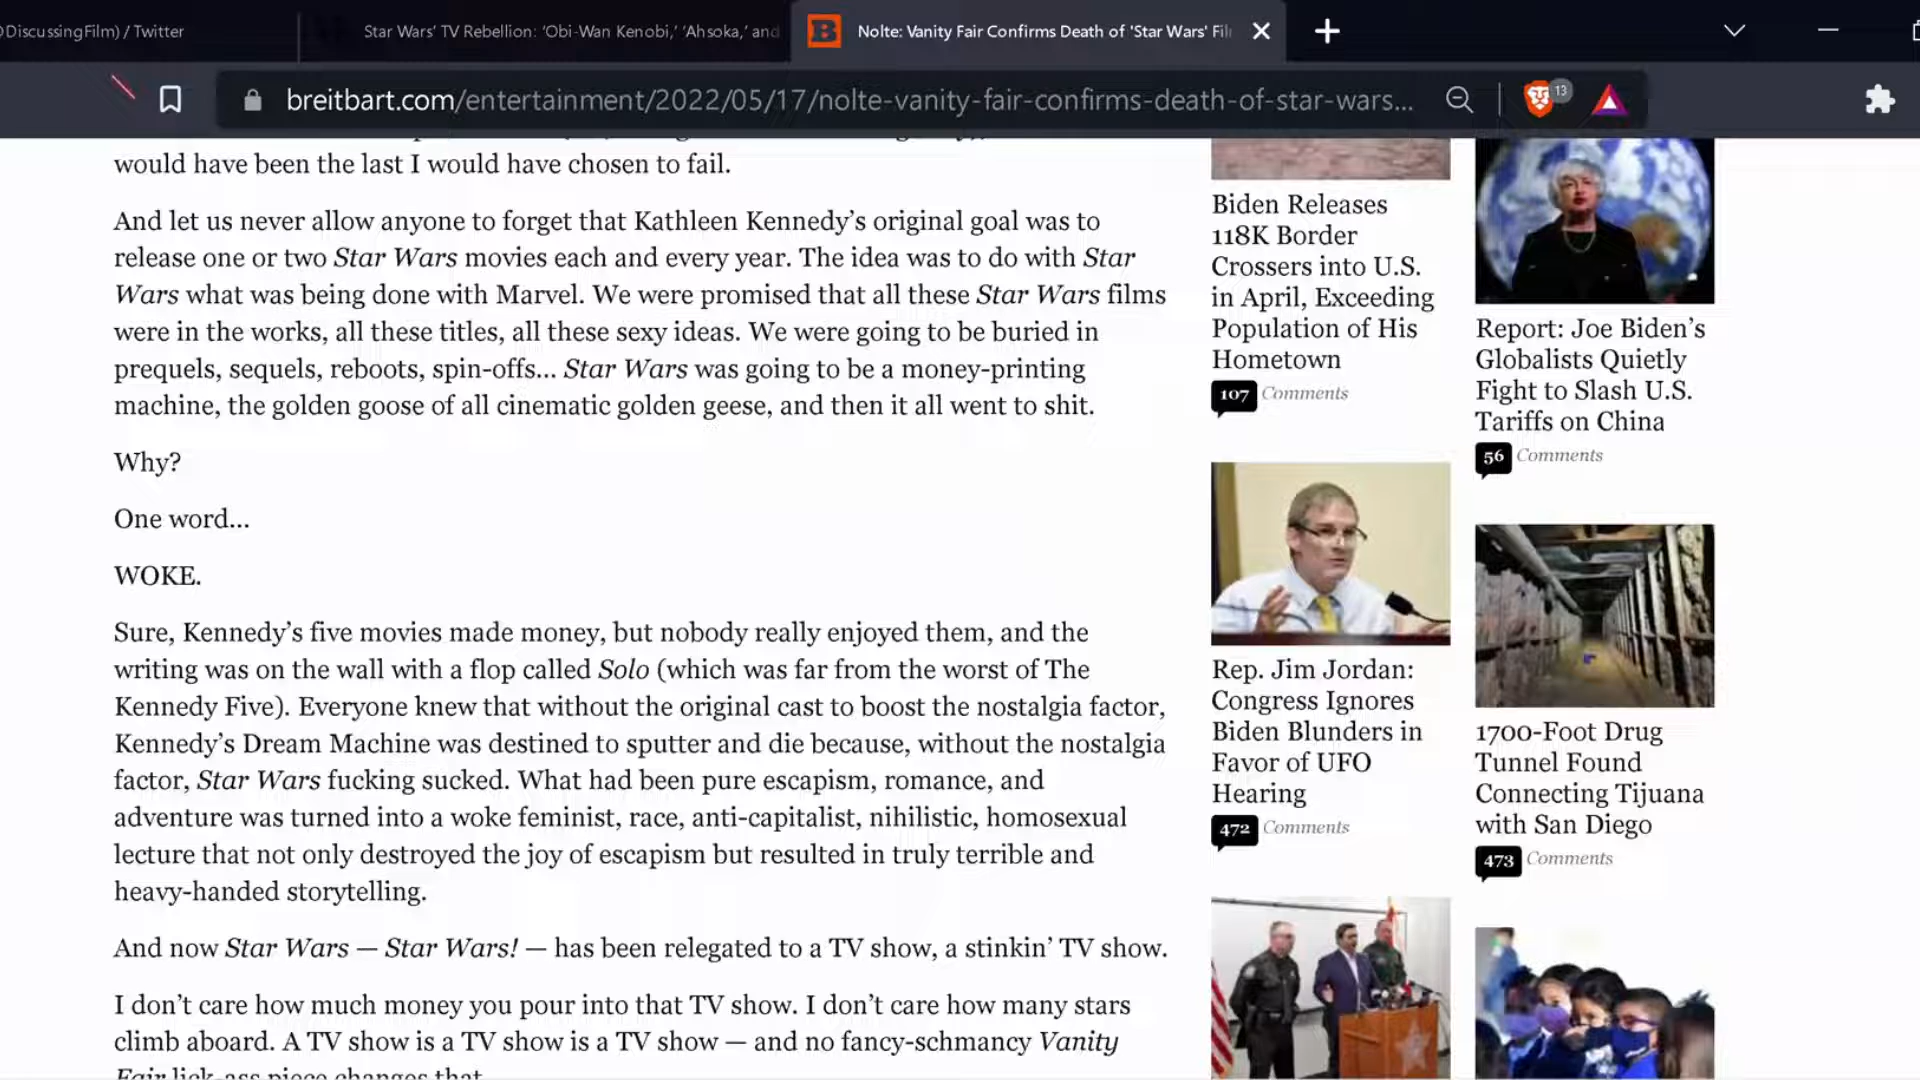 DiscussingFilm) / Twitter
Star Wars' TV Rebellion: 'Obi-Wan Kenobi,' 'Ahsoka,' and
Nolte: Vanity Fair Confirms Death of 'Star Wars' Fil
breitbart.com/entertainment/2022/05/17/nolte-vanity-fair-confirms-death-of-star-wars...
13
would have been the last I would have chosen to fail.
And let us never allow anyone to forget that Kathleen Kennedy's original goal was to
release one or two Star Wars movies each and every year. The idea was to do with Star
Wars what was being done with Marvel. We were promised that all these Star Wars films
were in the works, all these titles, all these sexy ideas. We were going to be buried in
prequels, sequels, reboots, spin-offs... Star Wars was going to be a money-printing
machine, the golden goose of all cinematic golden geese, and then it all went to shit.
Why?
One word...
WOKE.
Sure, Kennedy's five movies made money, but nobody really enjoyed them, and the
writing was on the wall with a flop called Solo (which was far from the worst of The
Kennedy Five). Everyone knew that without the original cast to boost the nostalgia factor,
Kennedy's Dream Machine was destined to sputter and die because, without the nostalgia
factor, Star Wars fucking sucked. What had been pure escapism, romance, and
adventure was turned into a woke feminist, race, anti-capitalist, nihilistic, homosexual
lecture that not only destroyed the joy of escapism but resulted in truly terrible and
heavy-handed storytelling.
And now Star Wars — Star Wars! — has been relegated to a TV show, a stinkin' TV show.
I don't care how much money you pour into that TV show. I don't care how many stars
climb aboard. A TV show is a TV show is a TV show — and no fancy-schmancy Vanity
Fair lick-ass piece changes that.
Biden Releases
118K Border
Crossers into U.S.
in April, Exceeding
Population of His
Hometown
107 Comments
Rep. Jim Jordan:
Congress Ignores
Biden Blunders in
Favor of UFO
Hearing
472 Comments
Report: Joe Biden's
Globalists Quietly
Fight to Slash U.S.
Tariffs on China
56 Comments
1700-Foot Drug
Tunnel Found
Connecting Tijuana
with San Diego
473 Comments